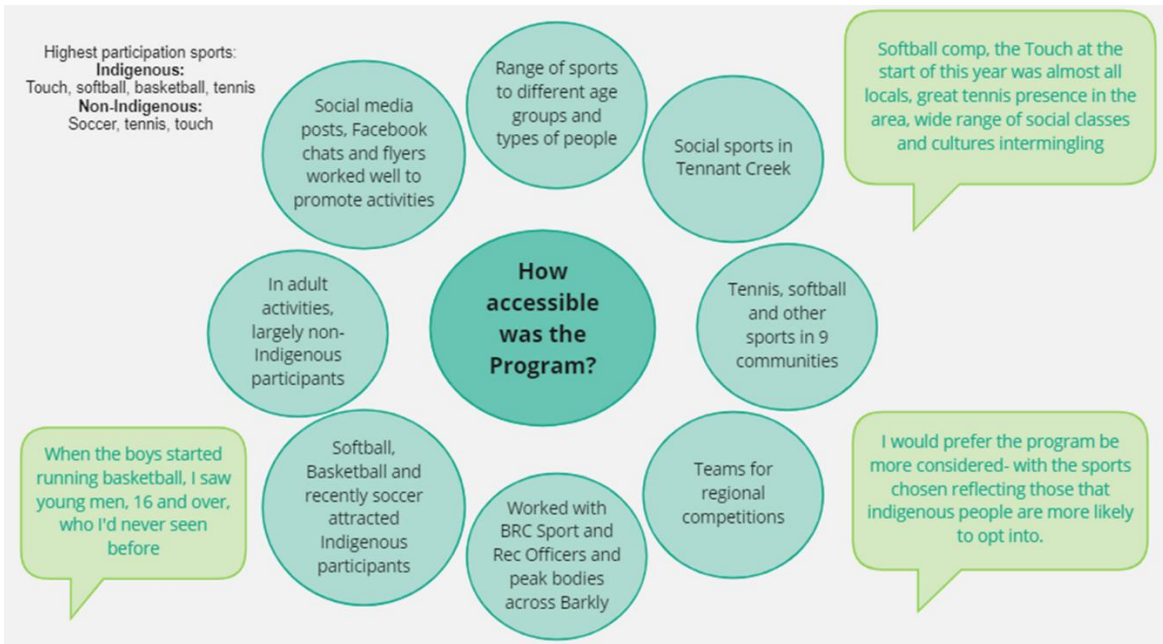 Highest participation sports:
Indigenous:
Touch, softball, basketball, tennis
Non-Indigenous:
Soccer, tennis, touch
Social media
posts, Facebook
chats and flyers
worked well to
promote activities
Range of sports
to different age
groups and
types of people
Social sports in
Tennant Creek
Softball comp, the Touch at the
start of this year was almost all
locals, great tennis presence in the
area, wide range of social classes
and cultures intermingling
In adult
activities,
largely non-
Indigenous
participants
How
accessible
was the
Program?
Tennis, softball
and other
sports in 9
communities
When the boys started
running basketball, I saw
young men, 16 and over,
who I'd never seen
before
Softball,
Basketball and
recently soccer
attracted
Indigenous
participants
Worked with
BRC Sport and
Rec Officers and
peak bodies
across Barkly
Teams for
regional
competitions
I would prefer the program be
more considered- with the sports
chosen reflecting those that
indigenous people are more likely
to opt into.